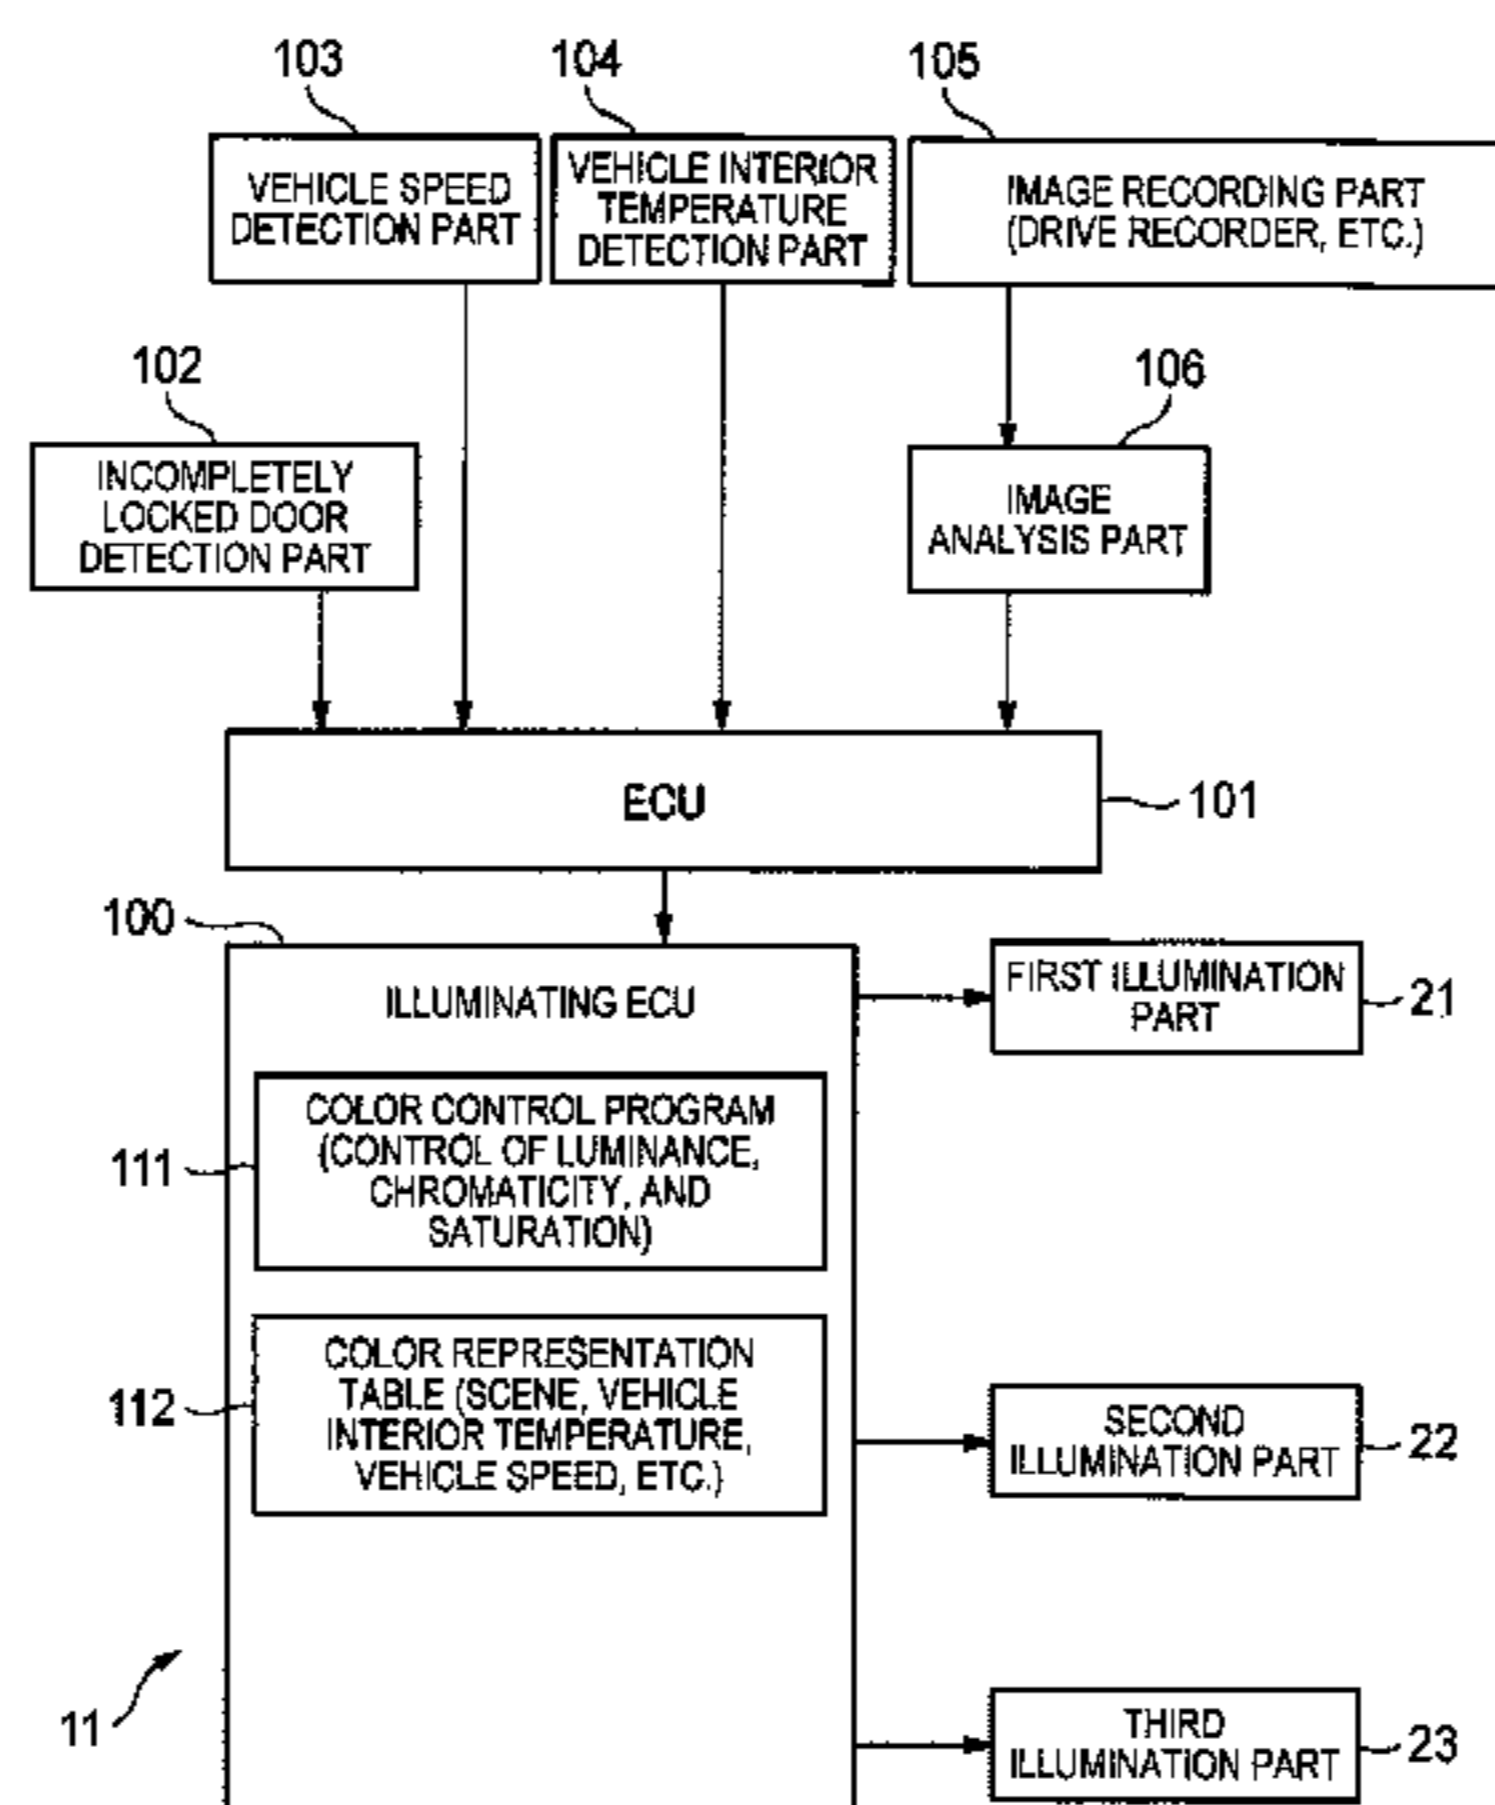 103
104
105
VEHICLE SPEED
DETECTION PART
VEHICLE INTERIOR
TEMPERATURE
DETECTION PART
IMAGE RECORDING PART
(DRIVE RECORDER, ETC.)
102
106
INCOMPLETELY
LOCKED DOOR
DETECTION PART
IMAGE
ANALYSIS PART
ECU
101
100
ILLUMINATING ECU
FIRST ILLUMINATION
PART
21
COLOR CONTROL PROGRAM
(CONTROL OF LUMINANCE,
CHROMATICITY, AND
SATURATION)
111
COLOR REPRESENTATION
TABLE (SCENE, VEHICLE
INTERIOR TEMPERATURE,
VEHICLE SPEED, ETC.)
112
SECOND
ILLUMINATION PART
22
11
THIRD
ILLUMINATION PART
23